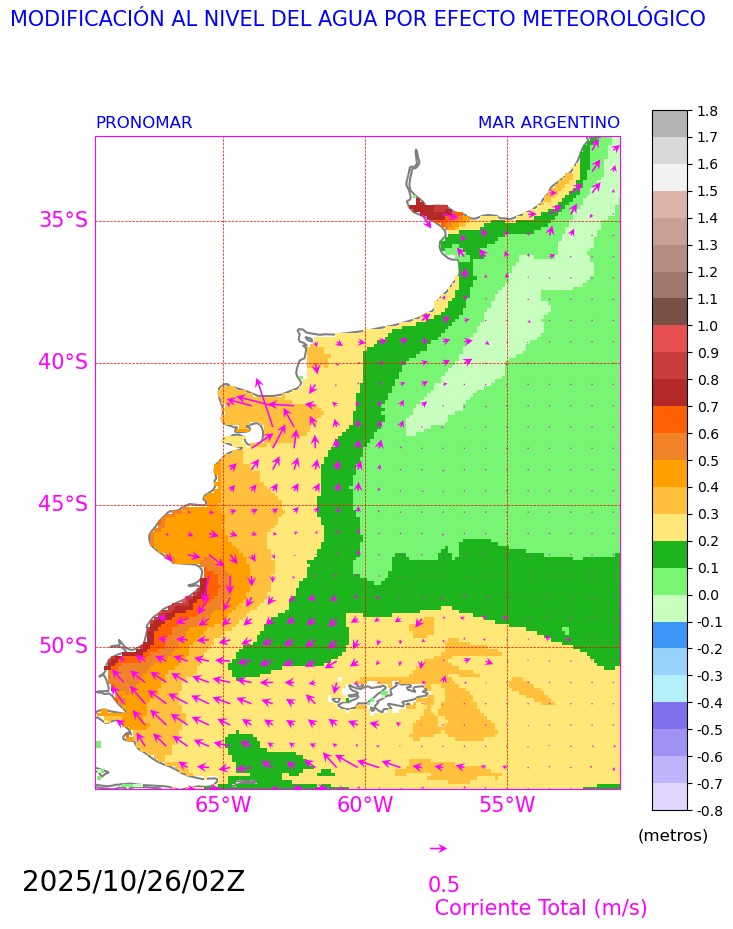 MODIFICACIÓN AL NIVEL DEL AGUA POR EFECTO METEOROLÓGICO
PRONOMAR MAR ARGENTINO
35°S
40°S
45°S
50°S
65°W 60°W 55°W
1.8
1.7
1.6
1.5
1.4
1.3
1.2
1.1
1.0
0.9
0.8
0.7
0.6
0.5
0.4
0.3
0.2
0.1
0.0
-0.1
-0.2
-0.3
-0.4
-0.5
-0.6
-0.7
-0.8
(metros)
2025/10/26/02Z
0.5
Corriente Total (m/s)